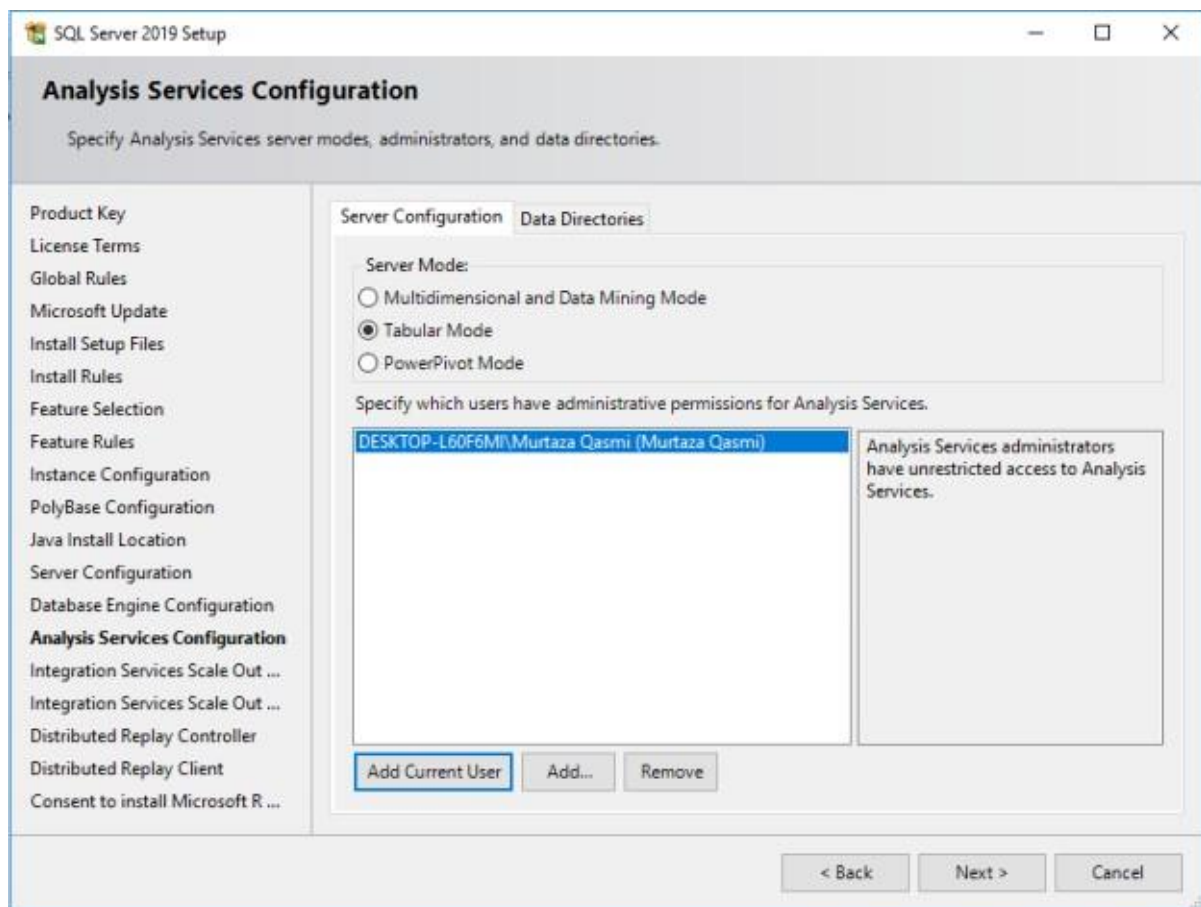 SQL Server 2019 Setup
Analysis Services Configuration
Specify Analysis Services server modes, administrators, and data directories.
Product Key
License Terms
Global Rules
Microsoft Update
Install Setup Files
Install Rules
Feature Selection
Feature Rules
Instance Configuration
PolyBase Configuration
Java Install Location
Server Configuration
Database Engine Configuration
Analysis Services Configuration
Integration Services Scale Out ...
Integration Services Scale Out ...
Distributed Replay Controller
Distributed Replay Client
Consent to install Microsoft R ...
Server Configuration
Data Directories
Server Mode:
Multidimensional and Data Mining Mode
Tabular Mode
PowerPivot Mode
Specify which users have administrative permissions for Analysis Services.
DESKTOP-L60F6MI\Murtaza Qasmi (Murtaza Qasmi)
Analysis Services administrators
have unrestricted access to Analysis
Services.
Add Current User
Add...
Remove
< Back
Next >
Cancel